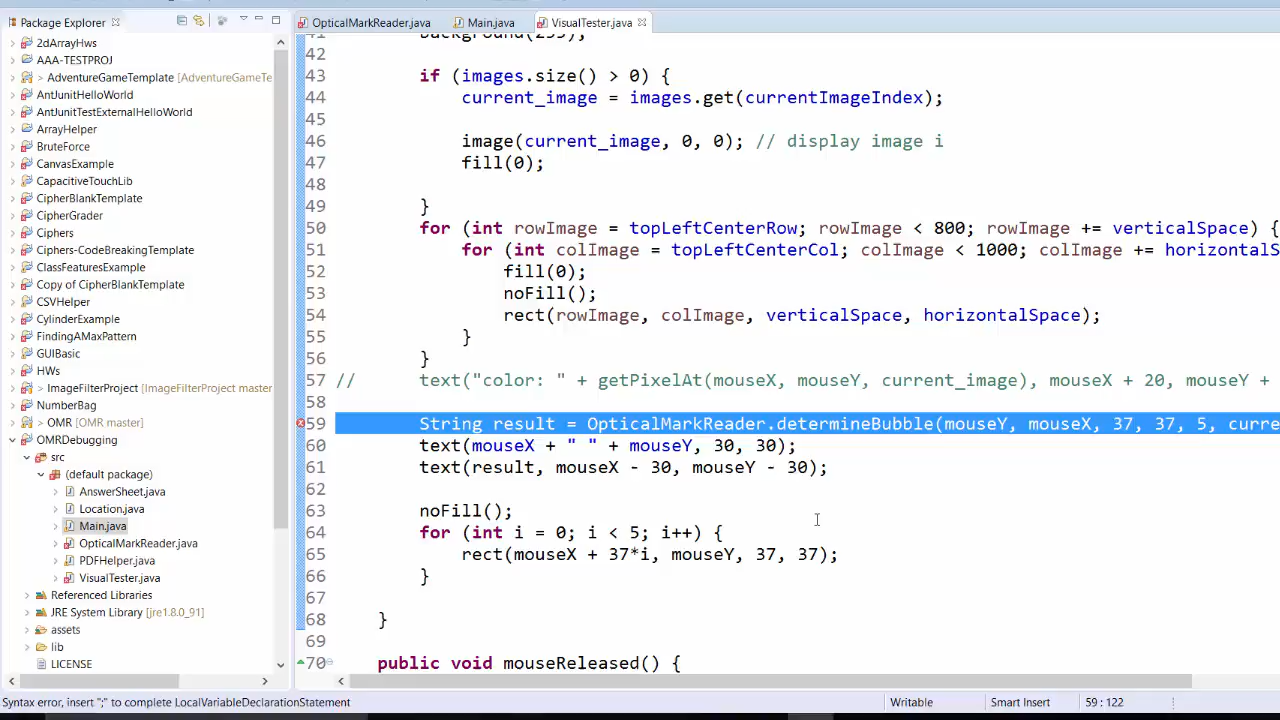 Package Explorer
OpticalMarkReader.java
Main.java
VisualTester.java
2dArrayHws
AAA-TESTPROJ
> AdventureGameTemplate [AdventureGameTe
AntJunitHelloWorld
AntUnitTestExternalHelloWorld
ArrayHelper
BruteForce
CanvasExample
CapacitiveTouchLib
CipherBlankTemplate
CipherGrader
Ciphers
Ciphers-CodeBreakingTemplate
ClassFeaturesExample
Copy of CipherBlankTemplate
CSVHelper
CylinderExample
FindingAMaxPattern
GUIBasic
HWs
> ImageFilterProject [ImageFilterProject master
NumberBag
> OMR [OMR master]
OMRDebugging
src
(default package)
AnswerSheet.java
Location.java
Main.java
OpticalMarkReader.java
PDFHelper.java
VisualTester.java
Referenced Libraries
JRE System Library [jre1.8.0_91]
assets
lib
LICENSE
41 background(255);
42
43 if (images.size() > 0) {
44 current_image = images.get(currentImageIndex);
45
46 image(current_image, 0, 0); // display image i
47 fill(0);
48
49 }
50 for (int rowImage = topLeftCenterRow; rowImage < 800; rowImage += verticalSpace) {
51 for (int colImage = topLeftCenterCol; colImage < 1000; colImage += horizontalS
52 fill(0);
53 noFill();
54 rect(rowImage, colImage, verticalSpace, horizontalSpace);
55 }
56 }
57 // text("color: " + getPixelAt(mouseX, mouseY, current_image), mouseX + 20, mouseY +
58
59 String result = OpticalMarkReader.determineBubble(mouseY, mouseX, 37, 37, 5, curre
60 text(mouseX + " " + mouseY, 30, 30);
61 text(result, mouseX - 30, mouseY - 30);
62
63 noFill();
64 for (int i = 0; i < 5; i++) {
65 rect(mouseX + 37*i, mouseY, 37, 37);
66 }
67
68 }
69
70 public void mouseReleased() {
Syntax error, insert ";" to complete LocalVariableDeclarationStatement
Writable
Smart Insert
59 : 122